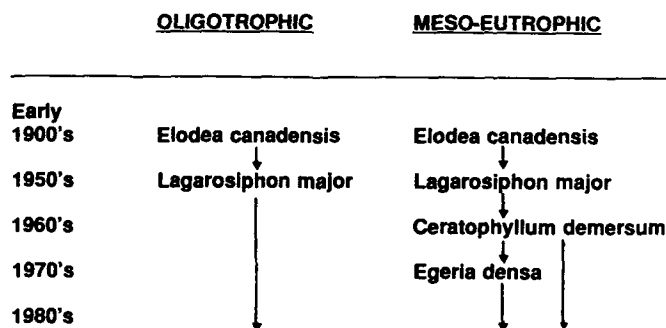 OLIGOTROPHIC MESO-EUTROPHIC
Early
1900's Elodea canadensis Elodea canadensis
1950's Lagarosiphon major Lagarosiphon major
1960's Ceratophyllum demersum
1970's Egeria densa
1980's